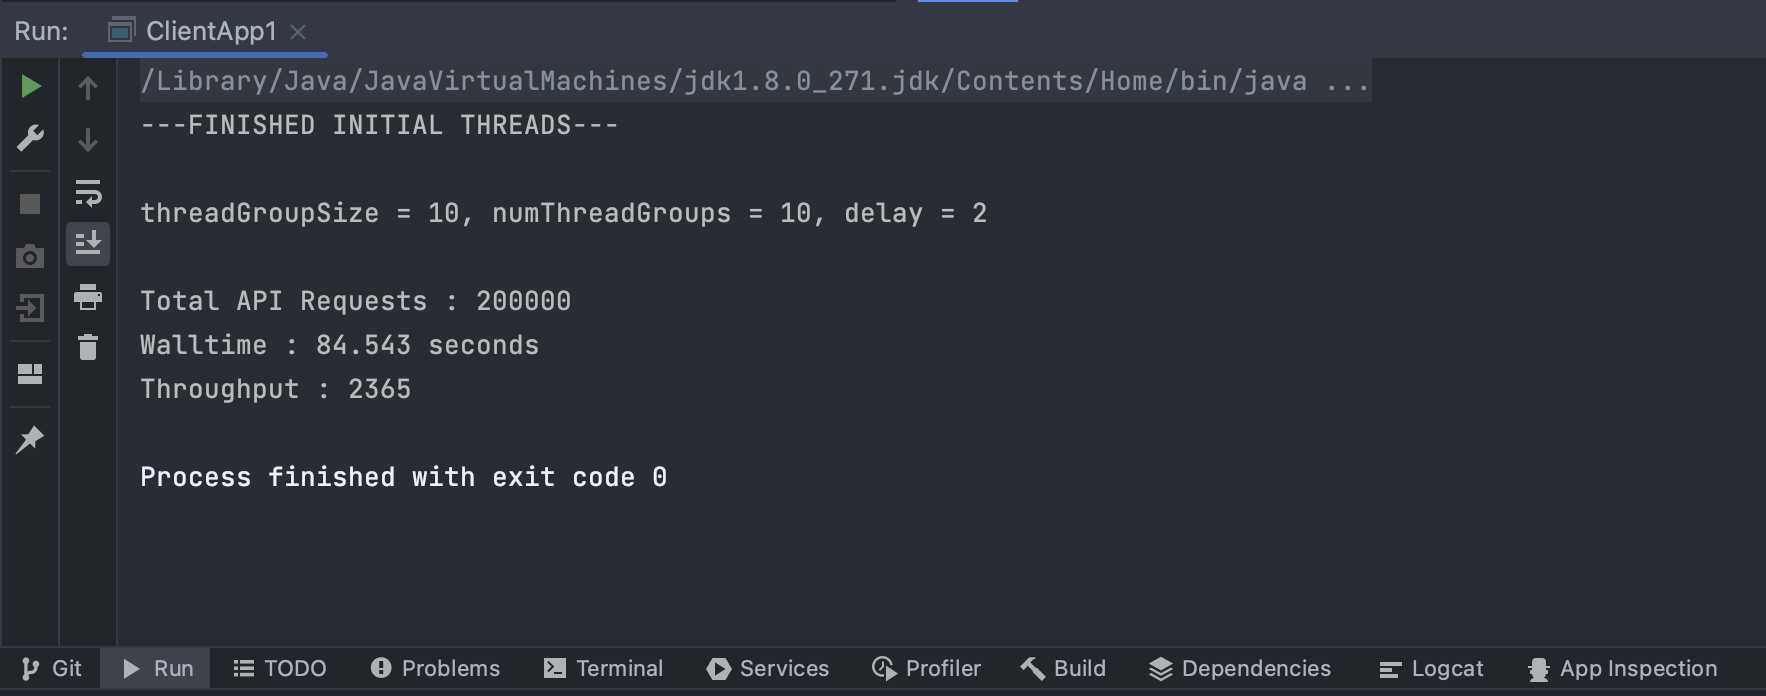 Run: ClientApp1
/Library/Java/JavaVirtualMachines/jdk1.8.0_271.jdk/Contents/Home/bin/java ...
---FINISHED INITIAL THREADS---
threadGroupSize = 10, numThreadGroups = 10, delay = 2
Total API Requests : 200000
Walltime : 84.543 seconds
Throughput : 2365
Process finished with exit code 0
Git Run TODO Problems Terminal Services Profiler Build Dependencies Logcat App Inspection